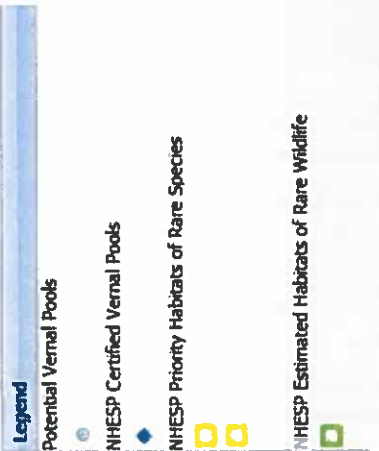 Legend
Potential Vernal Pools
NHESP Certified Vernal Pools
NHESP Priority Habitats of Rare Species
NHESP Estimated Habitats of Rare Wildlife